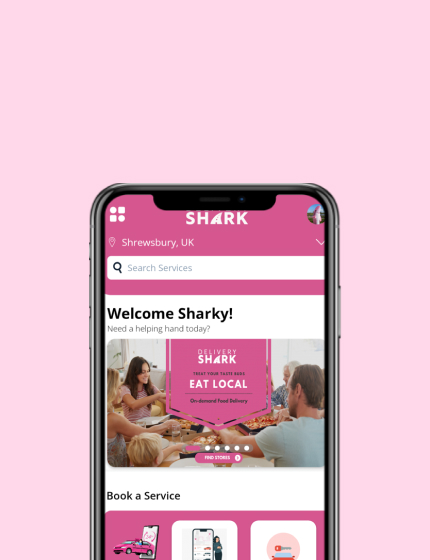 SHARK
Shrewsbury, UK
Search Services
Welcome Sharky!
Need a helping hand today?
DELIVERY
SHARK
TREAT YOUR TASTE BUDS
EAT LOCAL
On-demand Food Delivery
FIND STORES
Book a Service